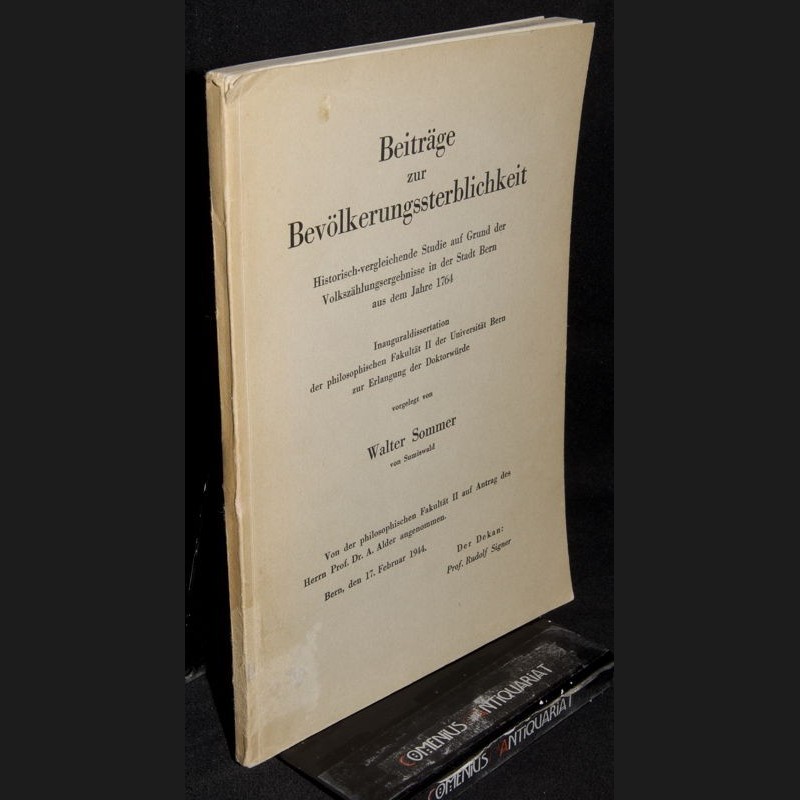 Beiträge
zur
Bevölkerungssterblichkeit
Historisch-vergleichende Studie auf Grund der
Volkszählungsergebnisse in der Stadt Bern
aus dem Jahre 1764
Inauguraldissertation
der philosophischen Fakultät II der Universität Bern
zur Erlangung der Doktorwürde
vorgelegt von
Walter Sommer
von Sumiswald
Von der philosophischen Fakultät II auf Antrag des
Herrn Prof. Dr. A. Alder angenommen.
Bern, den 17. Februar 1944.
Der Dekan:
Prof. Rudolf Signer
COMENIUS ANTIQUARIAT
COMENIUS ANTIQUARIAT